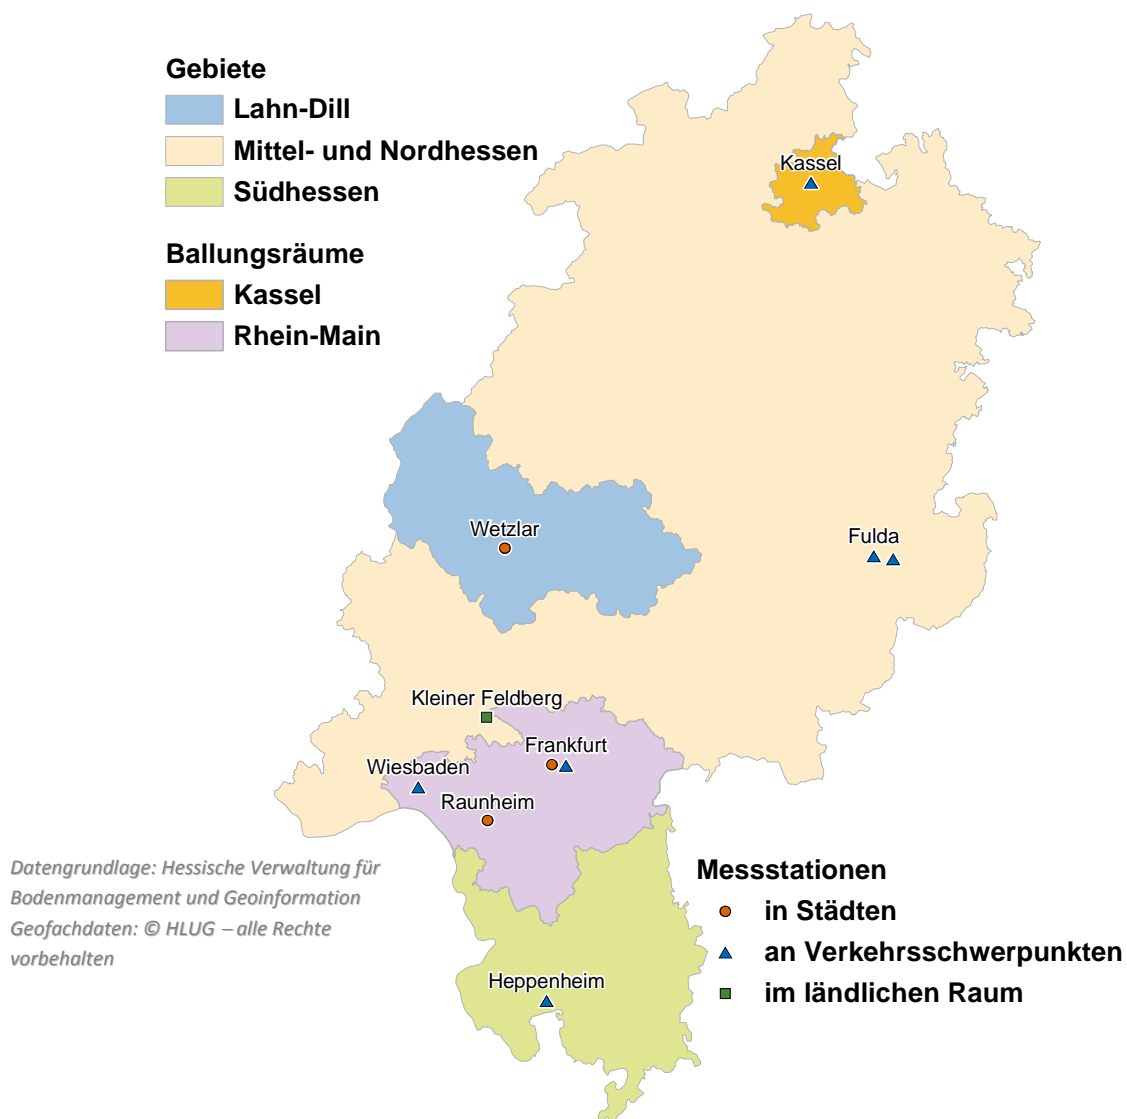 Gebiete
Lahn-Dill
Mittel- und Nordhessen
Südhessen
Ballungsräume
Kassel
Rhein-Main
Kassel
Wetzlar
Fulda
Kleiner Feldberg
Frankfurt
Wiesbaden
Raunheim
Heppenheim
Datengrundlage: Hessische Verwaltung für
Bodenmanagement und Geoinformation
Geofachdaten: © HLUG – alle Rechte
vorbehalten
Messstationen
in Städten
an Verkehrsschwerpunkten
im ländlichen Raum